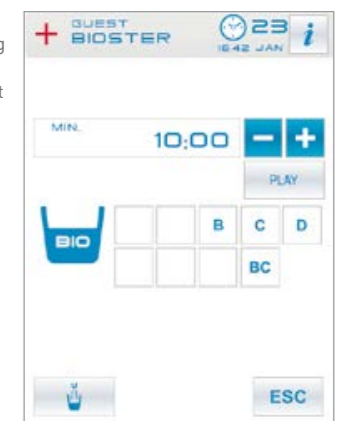 GUEST
BIOSTER
23
16:42 JAN
i
MIN.
10:00
PLAY
BIO
B C D
BC
ESC
g
t